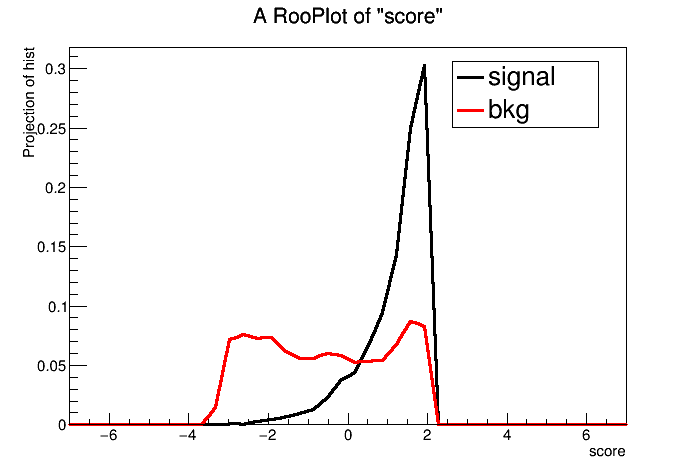 A RooPlot of "score"
Projection of hist
0.3
0.25
0.2
0.15
0.1
0.05
0
signal
bkg
−6 −4 −2 0 2 4 6
score